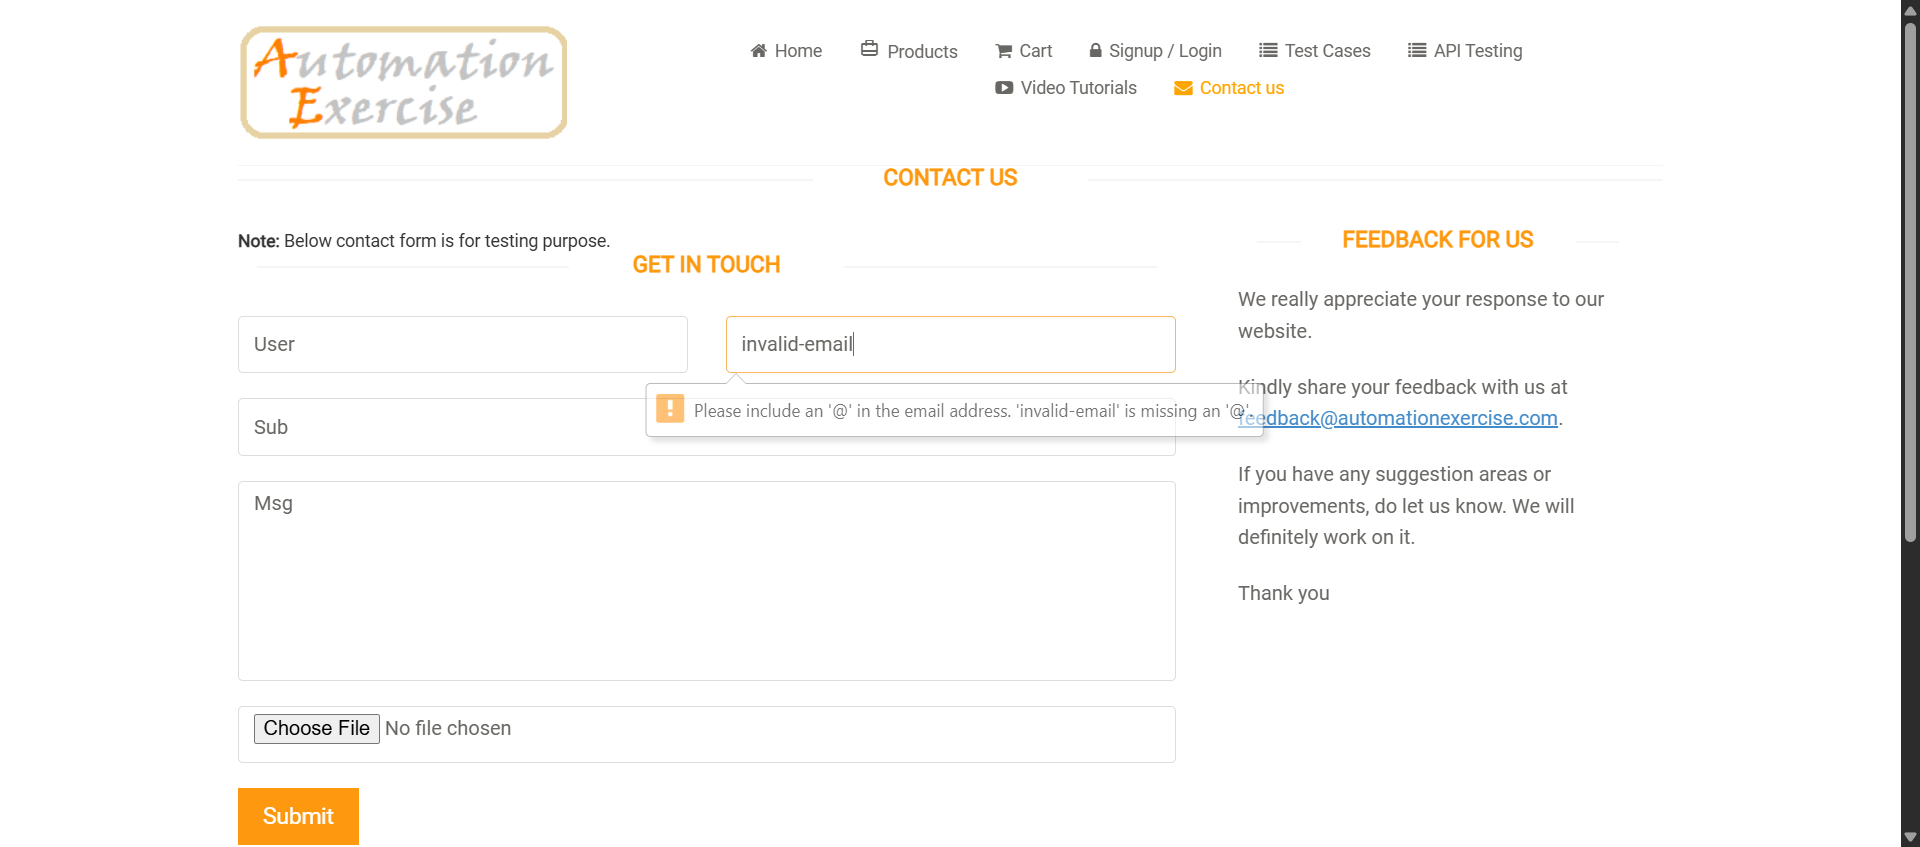 Automation
Exercise
Home
Products
Cart
Signup / Login
Test Cases
API Testing
Video Tutorials
Contact us
CONTACT US
Note: Below contact form is for testing purpose.
GET IN TOUCH
User
invalid-email
Please include an '@' in the email address. 'invalid-email' is missing an '@'.
Sub
Msg
Choose File No file chosen
Submit
FEEDBACK FOR US
We really appreciate your response to our
website.
Kindly share your feedback with us at
feedback@automationexercise.com.
If you have any suggestion areas or
improvements, do let us know. We will
definitely work on it.
Thank you